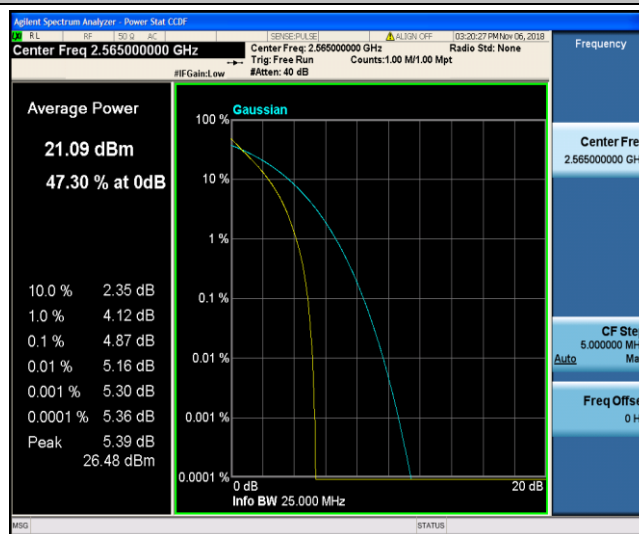 Agilent Spectrum Analyzer - Power Stat CCDF
RL RF 50 Ω AC SENSE:PULSE ALIGN OFF 03:20:27 PM Nov 06, 2018
Center Freq 2.565000000 GHz
Center Freq: 2.565000000 GHz Radio Std: None
Trig: Free Run Counts:1.00 M/1.00 Mpt
#IFGain:Low #Atten: 40 dB
Frequency
Center Fre
2.565000000 GH
CF Ste
5.000000 MH
Auto Ma
Freq Offse
0 H
Average Power
21.09 dBm
47.30 % at 0dB
10.0 % 2.35 dB
1.0 % 4.12 dB
0.1 % 4.87 dB
0.01 % 5.16 dB
0.001 % 5.30 dB
0.0001 % 5.36 dB
Peak 5.39 dB
26.48 dBm
Gaussian
100 %
10 %
1 %
0.1 %
0.01 %
0.001 %
0.0001 %
0 dB 20 dB
Info BW 25.000 MHz
MSG STATUS